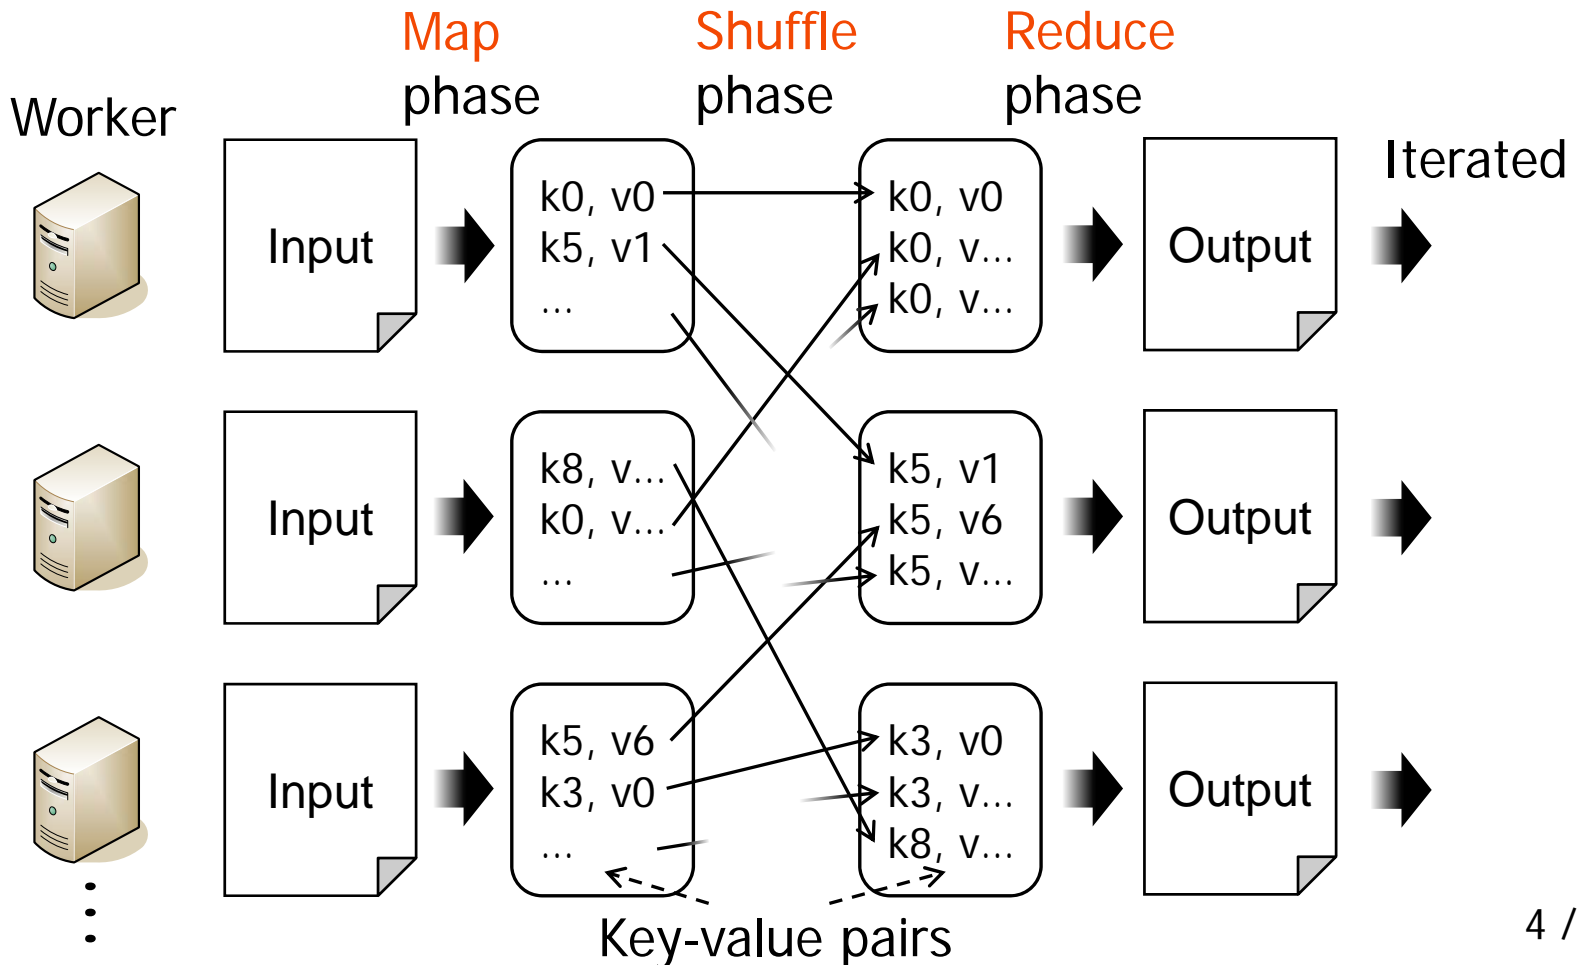 Map phase
Shuffle phase
Reduce phase
Worker
Iterated
Input
k0, v0
k5, v1
...
k0, v0
k0, v...
k0, v...
Output
Input
k8, v...
k0, v...
...
k5, v1
k5, v6
k5, v...
Output
Input
k5, v6
k3, v0
...
k3, v0
k3, v...
k8, v...
Output
Key-value pairs
4 /